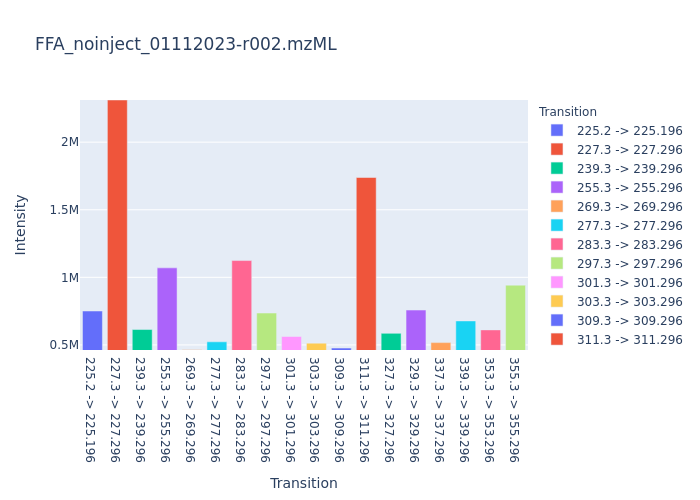 FFA_noinject_01112023-r002.mzML
Intensity
2M
1.5M
1M
0.5M
225.2 -> 225.196
227.3 -> 227.296
239.3 -> 239.296
255.3 -> 255.296
269.3 -> 269.296
277.3 -> 277.296
283.3 -> 283.296
297.3 -> 297.296
301.3 -> 301.296
303.3 -> 303.296
309.3 -> 309.296
311.3 -> 311.296
327.3 -> 327.296
329.3 -> 329.296
337.3 -> 337.296
339.3 -> 339.296
353.3 -> 353.296
355.3 -> 355.296
Transition
Transition
225.2 -> 225.196
227.3 -> 227.296
239.3 -> 239.296
255.3 -> 255.296
269.3 -> 269.296
277.3 -> 277.296
283.3 -> 283.296
297.3 -> 297.296
301.3 -> 301.296
303.3 -> 303.296
309.3 -> 309.296
311.3 -> 311.296